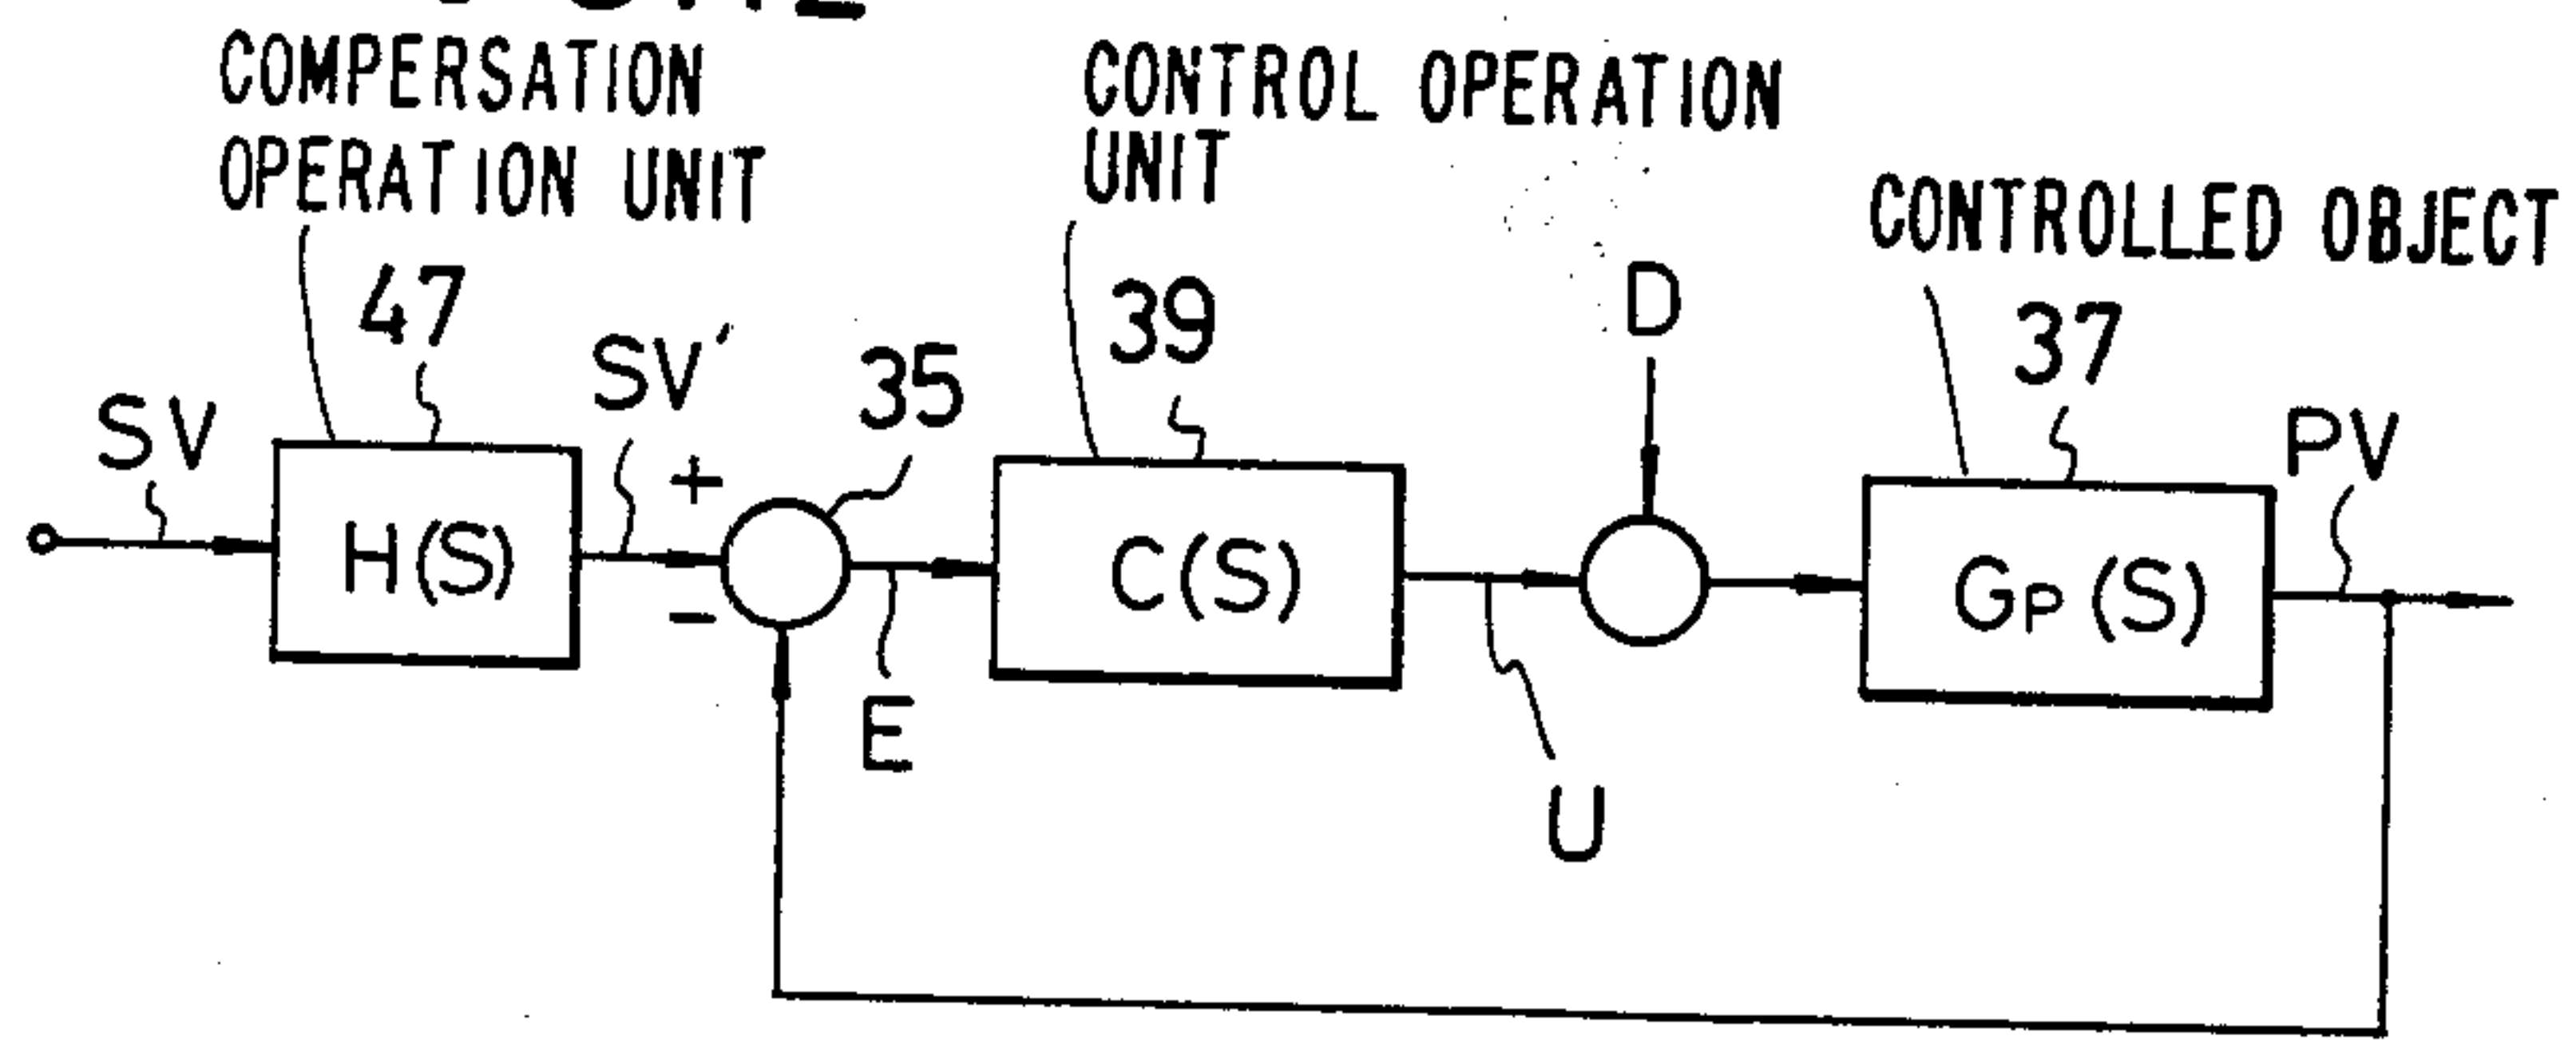 COMPERSATION
OPERATION UNIT
CONTROL OPERATION
UNIT
CONTROLLED OBJECT
47
39
37
35
D
SV
SV'
PV
+
-
H(S)
C(S)
GP(S)
E
U